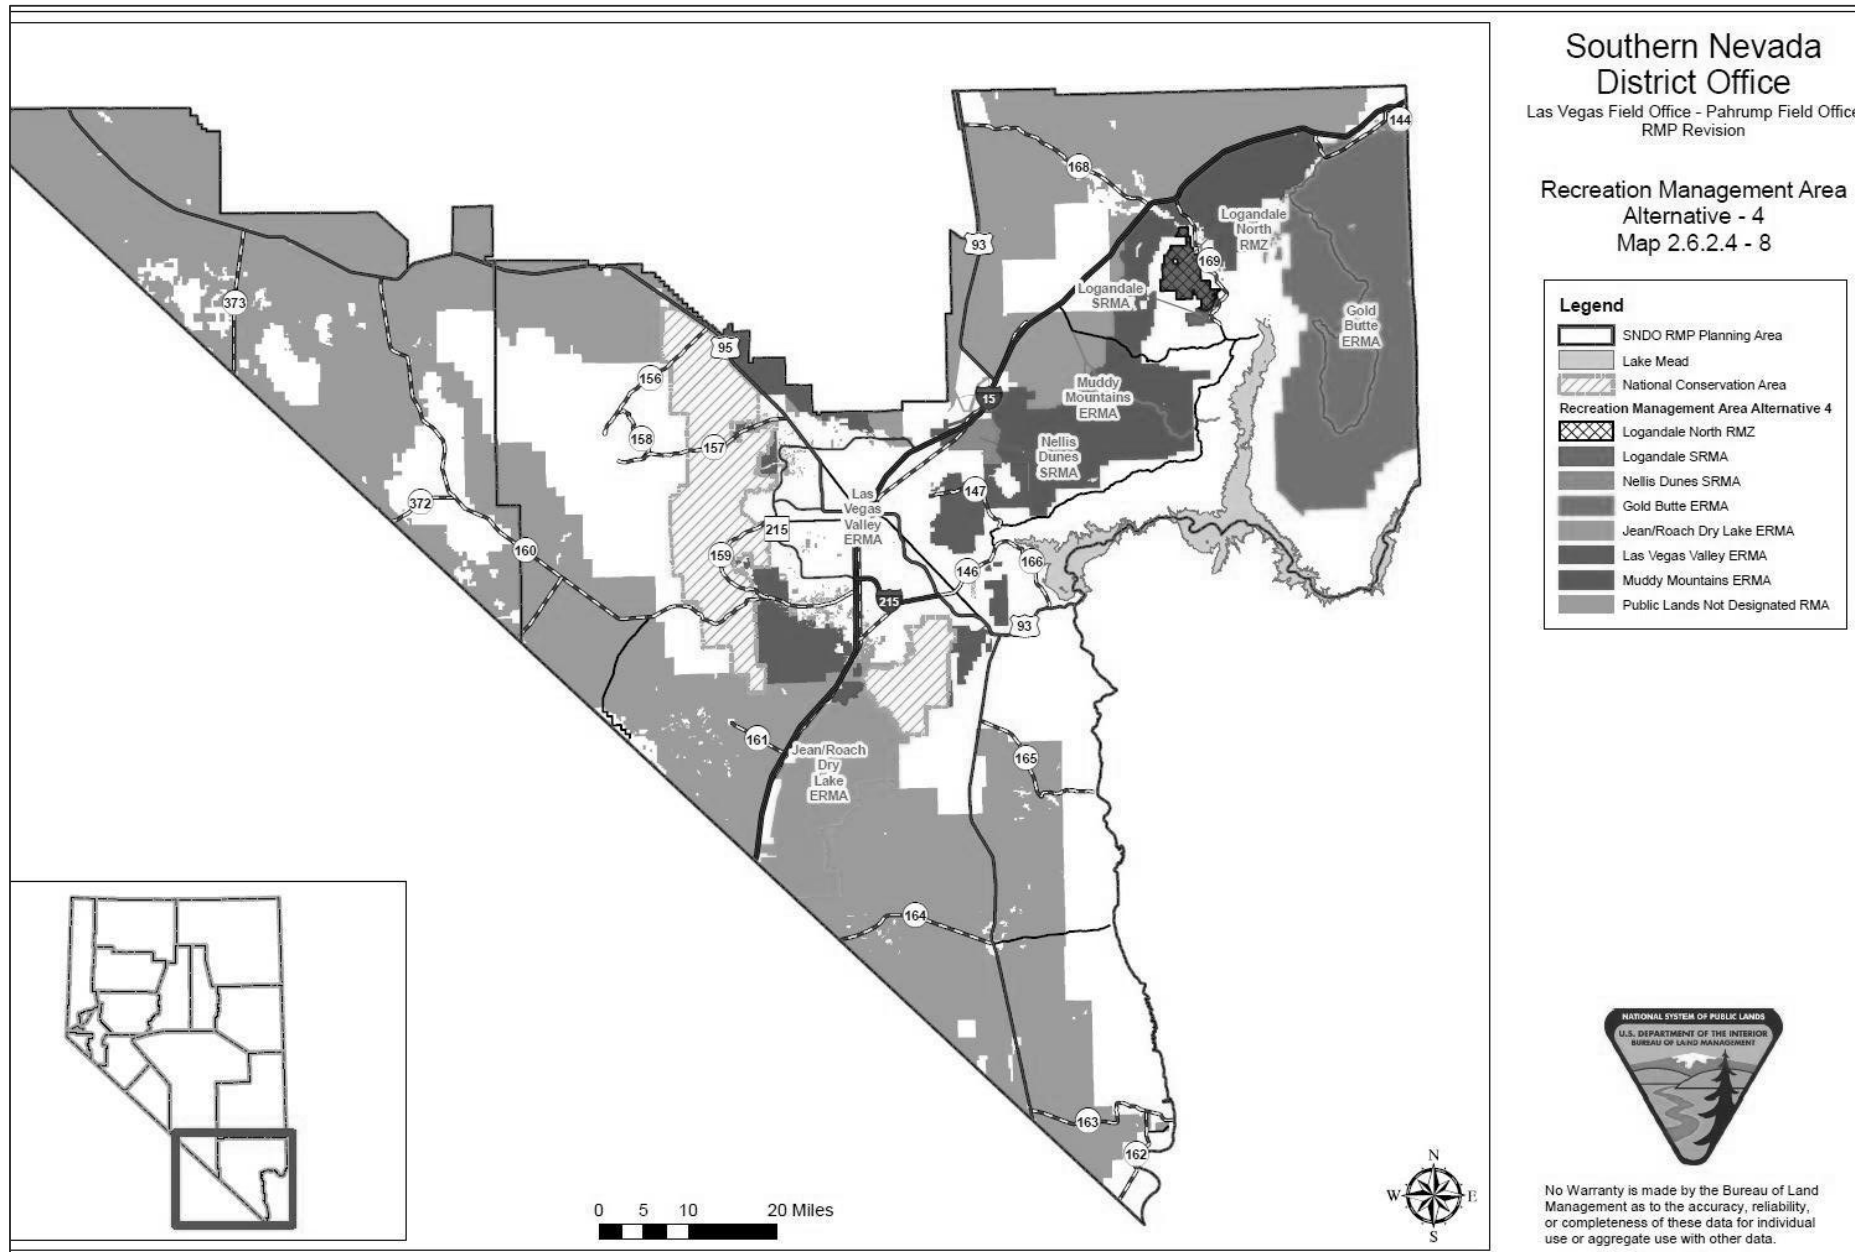 Southern Nevada
District Office
Las Vegas Field Office - Pahrump Field Office
RMP Revision
Recreation Management Area
Alternative - 4
Map 2.6.2.4 - 8
Legend
SNDO RMP Planning Area
Lake Mead
National Conservation Area
Recreation Management Area Alternative 4
Logandale North RMZ
Logandale SRMA
Nellis Dunes SRMA
Gold Butte ERMA
Jean/Roach Dry Lake ERMA
Las Vegas Valley ERMA
Muddy Mountains ERMA
Public Lands Not Designated RMA
144
168
Logandale
North
RMZ
93
169
373
Logandale
SRMA
Gold
Butte
ERMA
95
156
Muddy
Mountains
ERMA
15
158
157
Nellis
Dunes
SRMA
147
372
Las
Vegas
Valley
ERMA
215
160
159
146
166
215
93
161
Jean/Roach
Dry
Lake
ERMA
165
164
163
162
0 5 10 20 Miles
N
W E
S
NATIONAL SYSTEM OF PUBLIC LANDS
U.S. DEPARTMENT OF THE INTERIOR
BUREAU OF LAND MANAGEMENT
No Warranty is made by the Bureau of Land
Management as to the accuracy, reliability,
or completeness of these data for individual
use or aggregate use with other data.